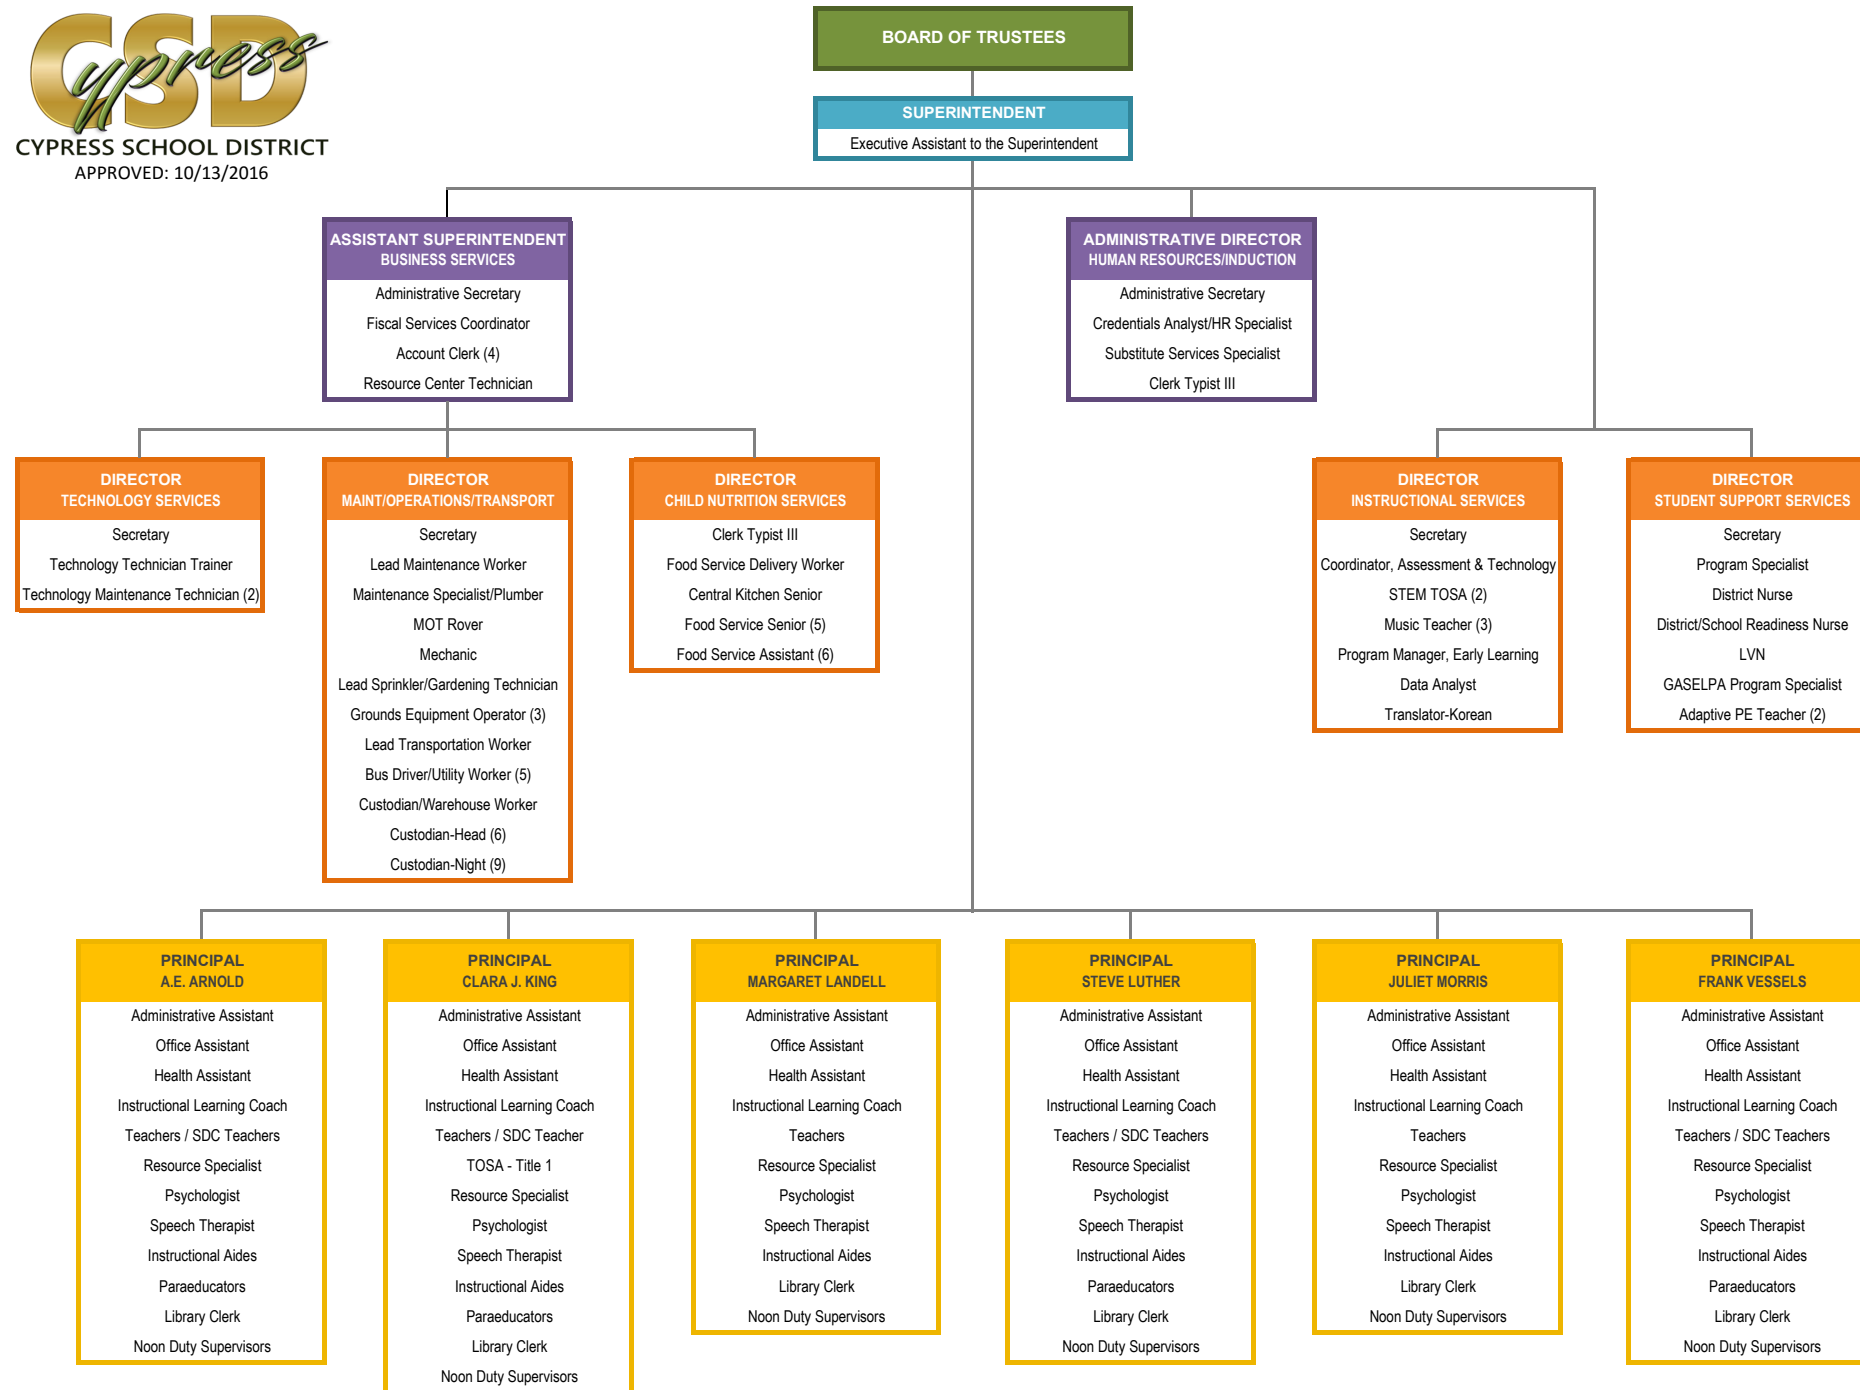 CSD
Cypress
CYPRESS SCHOOL DISTRICT
APPROVED: 10/13/2016
BOARD OF TRUSTEES
SUPERINTENDENT
Executive Assistant to the Superintendent
ASSISTANT SUPERINTENDENT
BUSINESS SERVICES
Administrative Secretary
Fiscal Services Coordinator
Account Clerk (4)
Resource Center Technician
ADMINISTRATIVE DIRECTOR
HUMAN RESOURCES/INDUCTION
Administrative Secretary
Credentials Analyst/HR Specialist
Substitute Services Specialist
Clerk Typist III
DIRECTOR
TECHNOLOGY SERVICES
Secretary
Technology Technician Trainer
Technology Maintenance Technician (2)
DIRECTOR
MAINT/OPERATIONS/TRANSPORT
Secretary
Lead Maintenance Worker
Maintenance Specialist/Plumber
MOT Rover
Mechanic
Lead Sprinkler/Gardening Technician
Grounds Equipment Operator (3)
Lead Transportation Worker
Bus Driver/Utility Worker (5)
Custodian/Warehouse Worker
Custodian-Head (6)
Custodian-Night (9)
DIRECTOR
CHILD NUTRITION SERVICES
Clerk Typist III
Food Service Delivery Worker
Central Kitchen Senior
Food Service Senior (5)
Food Service Assistant (6)
DIRECTOR
INSTRUCTIONAL SERVICES
Secretary
Coordinator, Assessment & Technology
STEM TOSA (2)
Music Teacher (3)
Program Manager, Early Learning
Data Analyst
Translator-Korean
DIRECTOR
STUDENT SUPPORT SERVICES
Secretary
Program Specialist
District Nurse
District/School Readiness Nurse
LVN
GASELPA Program Specialist
Adaptive PE Teacher (2)
PRINCIPAL
A.E. ARNOLD
Administrative Assistant
Office Assistant
Health Assistant
Instructional Learning Coach
Teachers / SDC Teachers
Resource Specialist
Psychologist
Speech Therapist
Instructional Aides
Paraeducators
Library Clerk
Noon Duty Supervisors
PRINCIPAL
CLARA J. KING
Administrative Assistant
Office Assistant
Health Assistant
Instructional Learning Coach
Teachers / SDC Teacher
TOSA - Title 1
Resource Specialist
Psychologist
Speech Therapist
Instructional Aides
Paraeducators
Library Clerk
Noon Duty Supervisors
PRINCIPAL
MARGARET LANDELL
Administrative Assistant
Office Assistant
Health Assistant
Instructional Learning Coach
Teachers
Resource Specialist
Psychologist
Speech Therapist
Instructional Aides
Library Clerk
Noon Duty Supervisors
PRINCIPAL
STEVE LUTHER
Administrative Assistant
Office Assistant
Health Assistant
Instructional Learning Coach
Teachers / SDC Teachers
Resource Specialist
Psychologist
Speech Therapist
Instructional Aides
Paraeducators
Library Clerk
Noon Duty Supervisors
PRINCIPAL
JULIET MORRIS
Administrative Assistant
Office Assistant
Health Assistant
Instructional Learning Coach
Teachers
Resource Specialist
Psychologist
Speech Therapist
Instructional Aides
Library Clerk
Noon Duty Supervisors
PRINCIPAL
FRANK VESSELS
Administrative Assistant
Office Assistant
Health Assistant
Instructional Learning Coach
Teachers / SDC Teachers
Resource Specialist
Psychologist
Speech Therapist
Instructional Aides
Paraeducators
Library Clerk
Noon Duty Supervisors